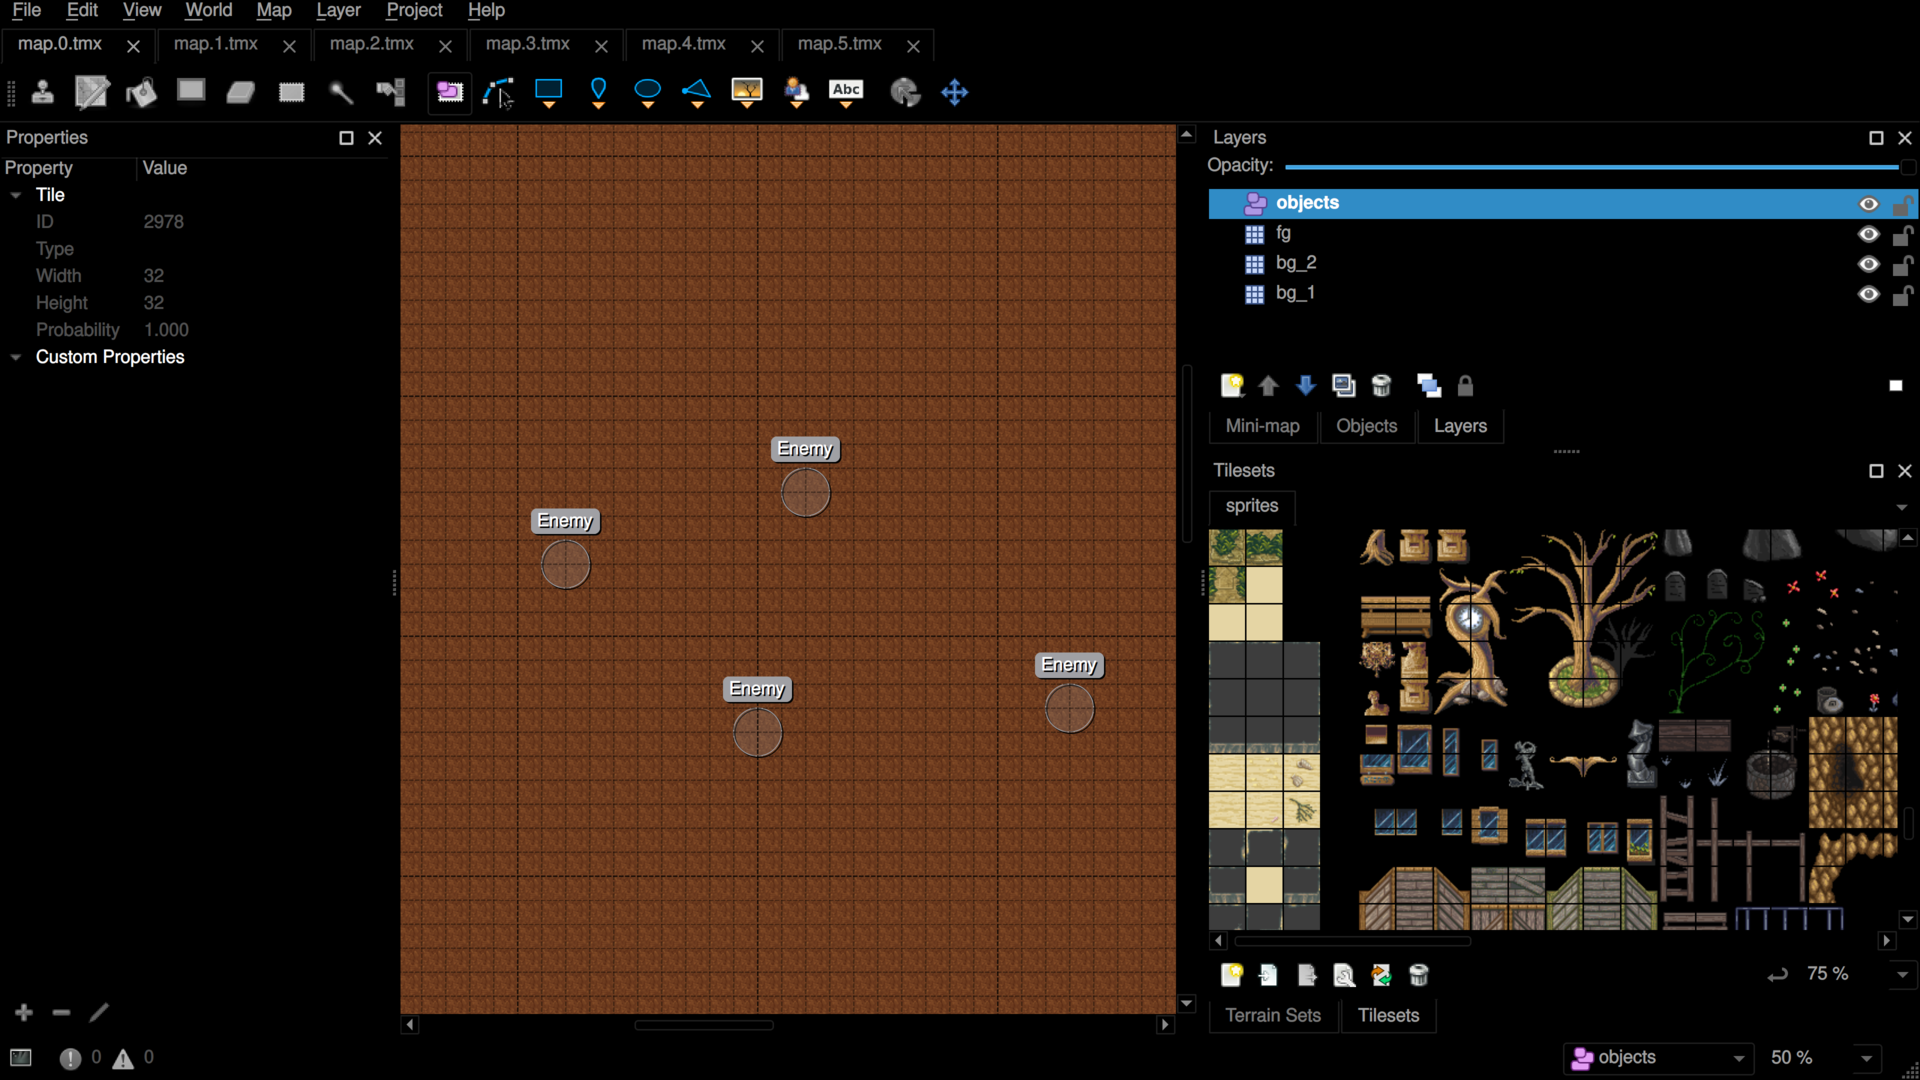 File Edit View World Map Layer Project Help
map.0.tmx map.1.tmx map.2.tmx map.3.tmx map.4.tmx map.5.tmx
Abc
Properties
Property Value
Tile
ID 2978
Type
Width 32
Height 32
Probability 1.000
Custom Properties
0 0
Enemy
Enemy
Enemy
Enemy
Layers
Opacity:
objects
fg
bg_2
bg_1
Mini-map Objects Layers
Tilesets
sprites
75 %
Terrain Sets Tilesets
objects 50 %